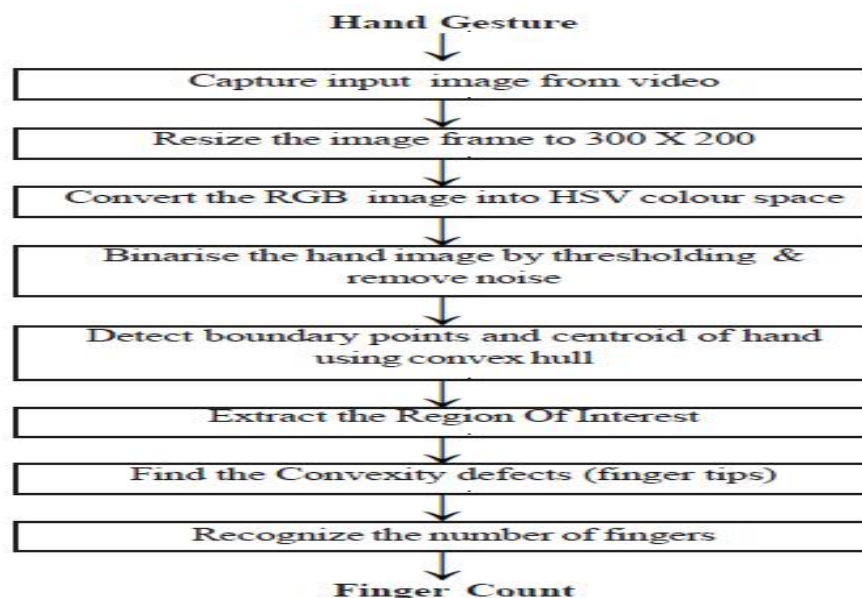 Hand Gesture
Capture input image from video
Resize the image frame to 300 X 200
Convert the RGB image into HSV colour space
Binarise the hand image by thresholding &
remove noise
Detect boundary points and centroid of hand
using convex hull
Extract the Region Of Interest
Find the Convexity defects (finger tips)
Recognize the number of fingers
Finger Count